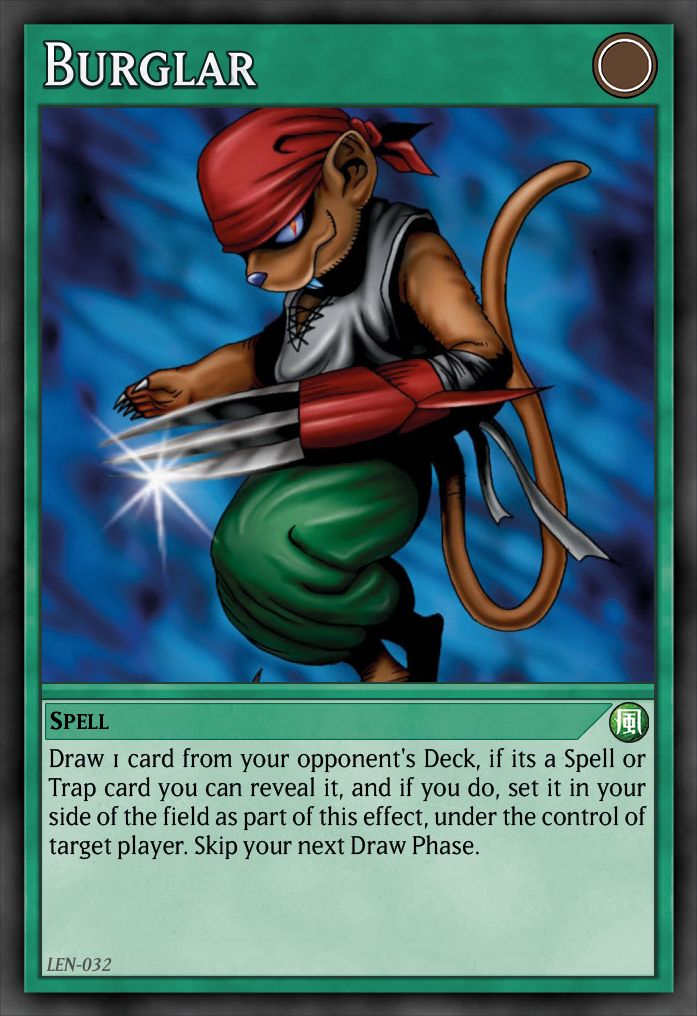 Burglar
Spell
風
Draw 1 card from your opponent's Deck, if its a Spell or
Trap card you can reveal it, and if you do, set it in your
side of the field as part of this effect, under the control of
target player. Skip your next Draw Phase.
LEN-032